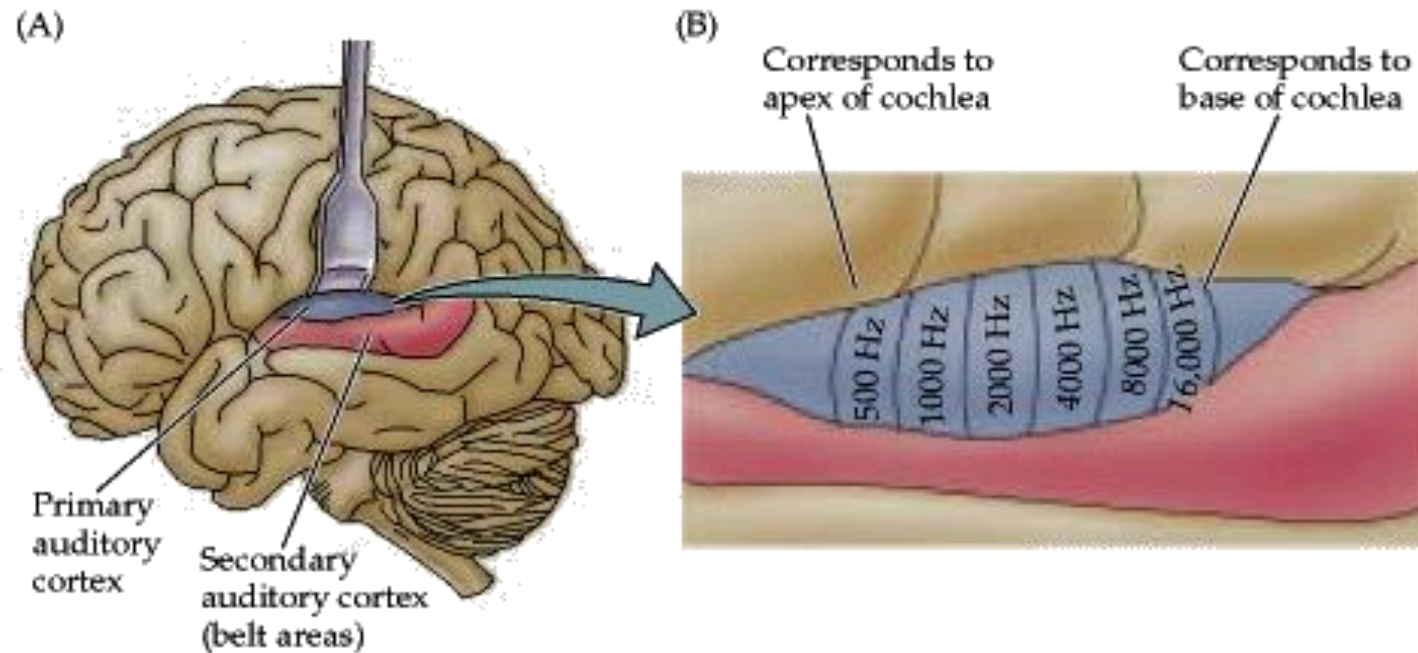 (A)
(B)
Corresponds to
apex of cochlea
Corresponds to
base of cochlea
500 Hz
1000 Hz
2000 Hz
4000 Hz
8000 Hz
16,000 Hz
Primary
auditory
cortex
Secondary
auditory cortex
(belt areas)